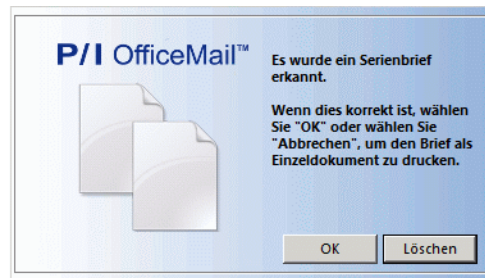 P/I OfficeMail™
Es wurde ein Serienbrief
erkannt.
Wenn dies korrekt ist, wählen
Sie "OK" oder wählen Sie
"Abbrechen", um den Brief als
Einzeldokument zu drucken.
OK
Löschen